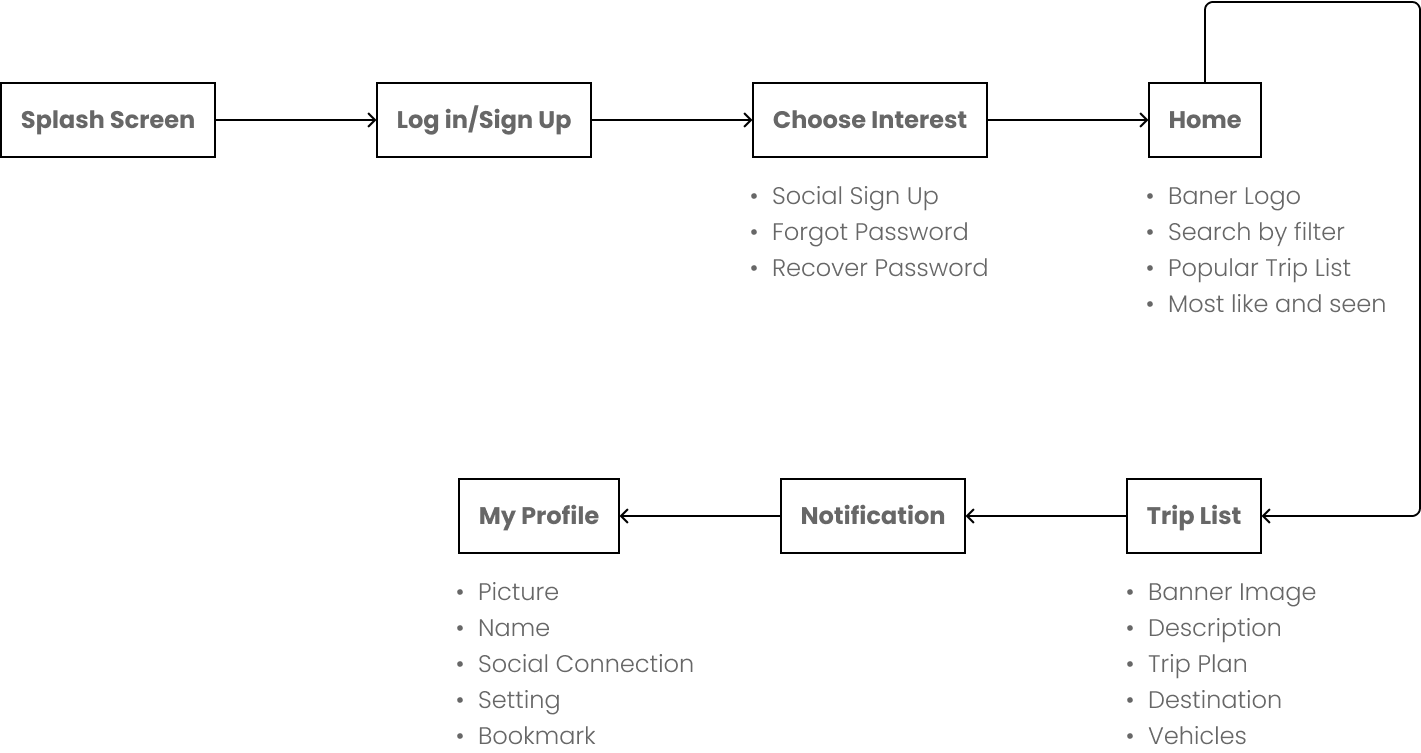 Splash Screen
Log in/Sign Up
Choose Interest
Home
• Social Sign Up
• Forgot Password
• Recover Password
• Baner Logo
• Search by filter
• Popular Trip List
• Most like and seen
My Profile
Notification
Trip List
• Picture
• Name
• Social Connection
• Setting
• Bookmark
• Banner Image
• Description
• Trip Plan
• Destination
• Vehicles